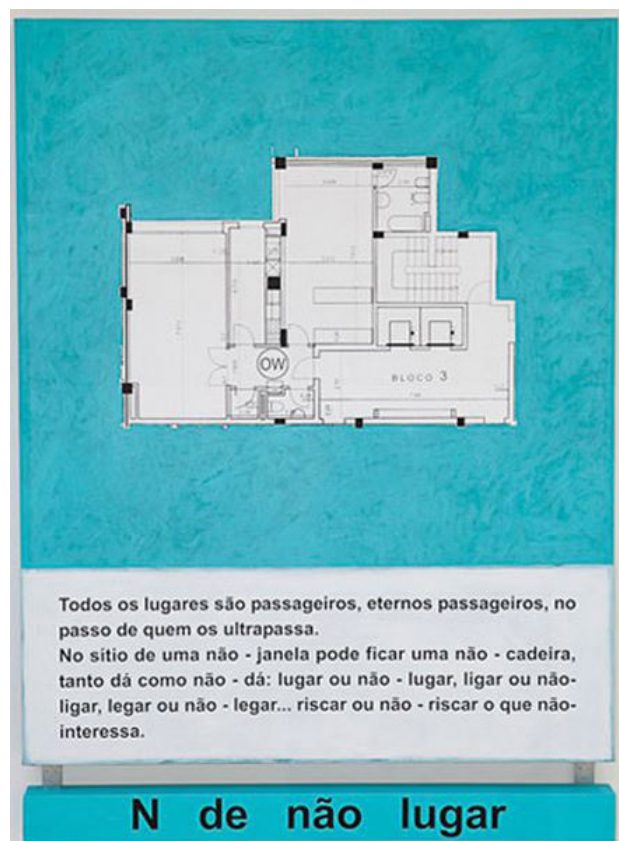 OW
BLOCO 3
Todos os lugares são passageiros, eternos passageiros, no
passo de quem os ultrapassa.
No sítio de uma não - janela pode ficar uma não - cadeira,
tanto dá como não - dá: lugar ou não - lugar, ligar ou não-
ligar, legar ou não - legar... riscar ou não - riscar o que não-
interessa.
N de não lugar